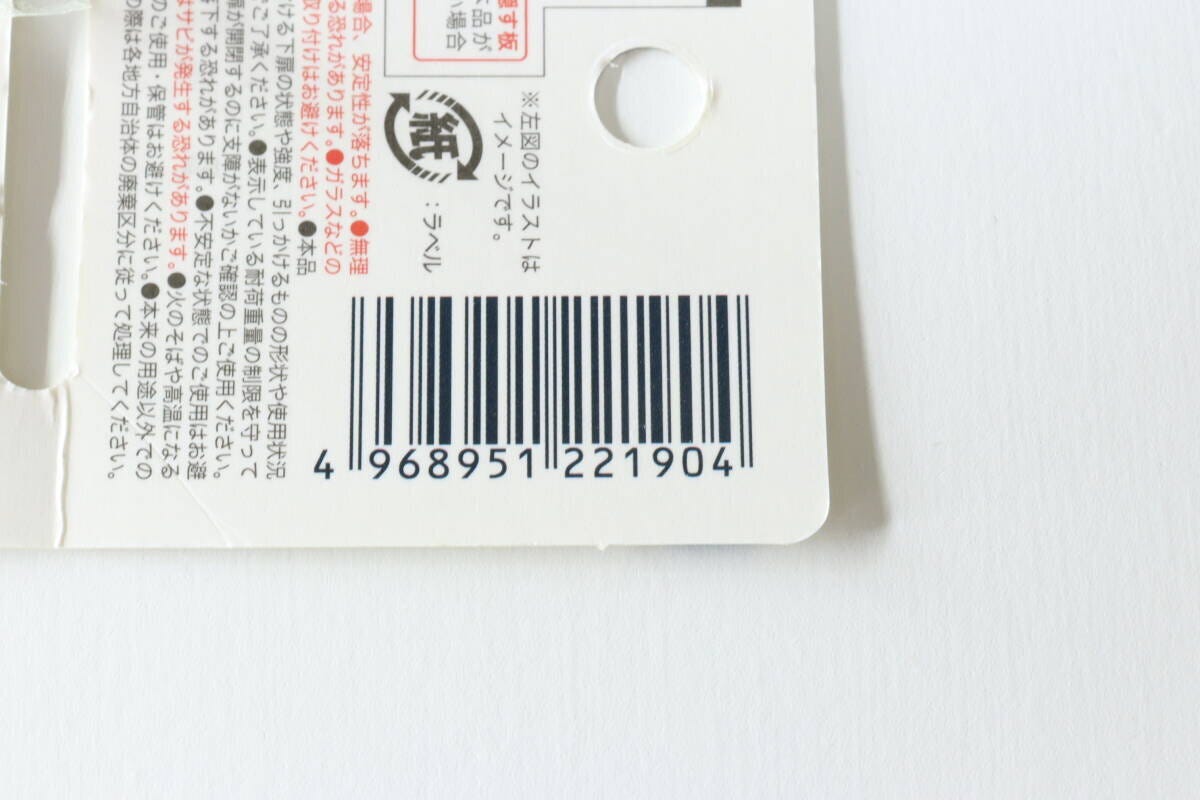 隠す板
本品が
い場合
※左図のイラストは
イメージです。
紙
：ラベル
場合、安定性が落ちます。●無理
る恐れがあります。●ガラスなどの
取り付けはお避けください。●本品
ける下扉の状態や強度、引っかけるものの形状や使用状況
ご了承ください。●表示している耐荷重量の制限を守って
扉が開閉するのに支障がないかご確認の上ご使用ください。
下する恐れがあります。●不安定な状態でのご使用はお避
はサビが発生する恐れがあります。●火のそばや高温になる
のご使用・保管はお避けください。●本来の用途以外での
の際は各地方自治体の廃棄区分に従って処理してください。
4 968951 221904